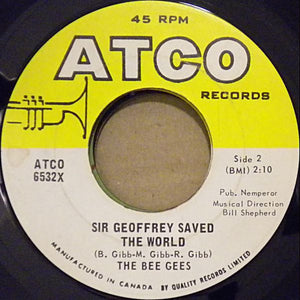 45 RPM
ATCO
RECORDS
ATCO
6532X
Side 2
(BMI) 2:10
Pub. Nemperor
Musical Direction
Bill Shepherd
SIR GEOFFREY SAVED
THE WORLD
(B. Gibb-M. Gibb-R. Gibb)
THE BEE GEES
MANUFACTURED IN CANADA BY QUALITY RECORDS LIMITED